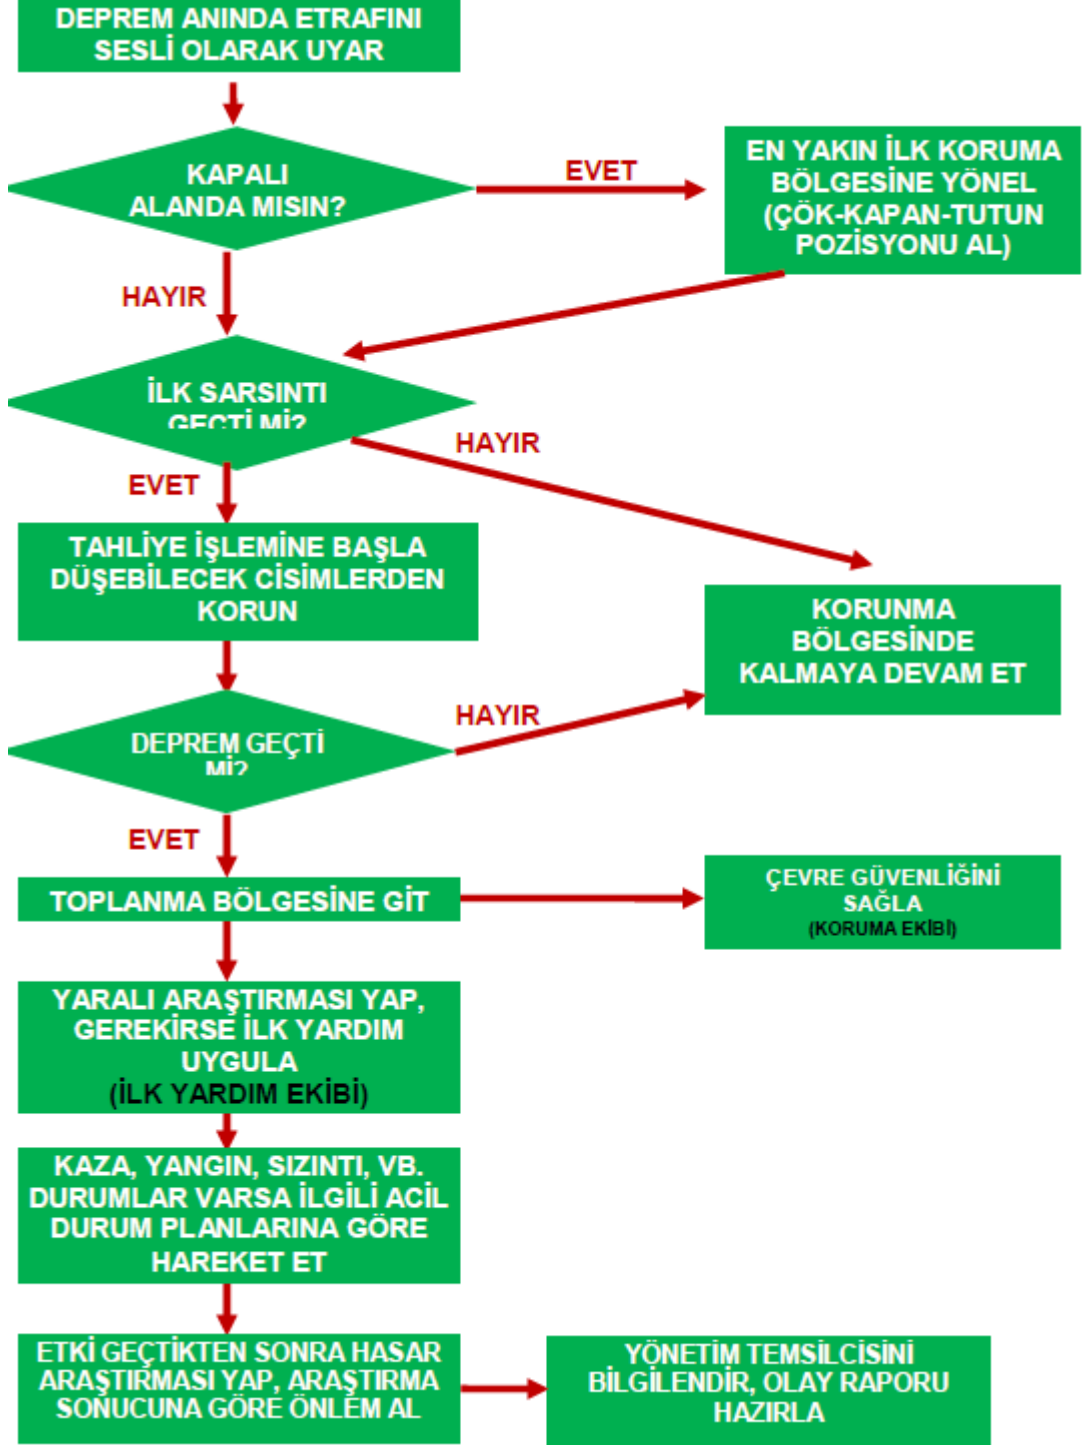 DEPREM ANINDA ETRAFINI
SESLİ OLARAK UYAR
KAPALI
ALANDA MISIN?
EVET
EN YAKIN İLK KORUMA
BÖLGESİNE YÖNEL
(ÇÖK-KAPAN-TUTUN
POZİSYONU AL)
HAYIR
İLK SARSINTI
GEÇTİ Mİ?
HAYIR
EVET
TAHLİYE İŞLEMİNE BAŞLA
DÜŞEBİLECEK CİSİMLERDEN
KORUN
KORUNMA
BÖLGESİNDE
KALMAYA DEVAM ET
DEPREM GEÇTİ
Mİ?
HAYIR
EVET
TOPLANMA BÖLGESİNE GİT
ÇEVRE GÜVENLİĞİNİ
SAĞLA
(KORUMA EKİBİ)
YARALI ARAŞTIRMASI YAP,
GEREKİRSE İLK YARDIM
UYGULA
(İLK YARDIM EKİBİ)
KAZA, YANGIN, SIZINTI, VB.
DURUMLAR VARSA İLGİLİ ACİL
DURUM PLANLARINA GÖRE
HAREKET ET
ETKİ GEÇTİKTEN SONRA HASAR
ARAŞTIRMASI YAP, ARAŞTIRMA
SONUCUNA GÖRE ÖNLEM AL
YÖNETİM TEMSİLCİSİNİ
BİLGİLENDİR, OLAY RAPORU
HAZIRLA